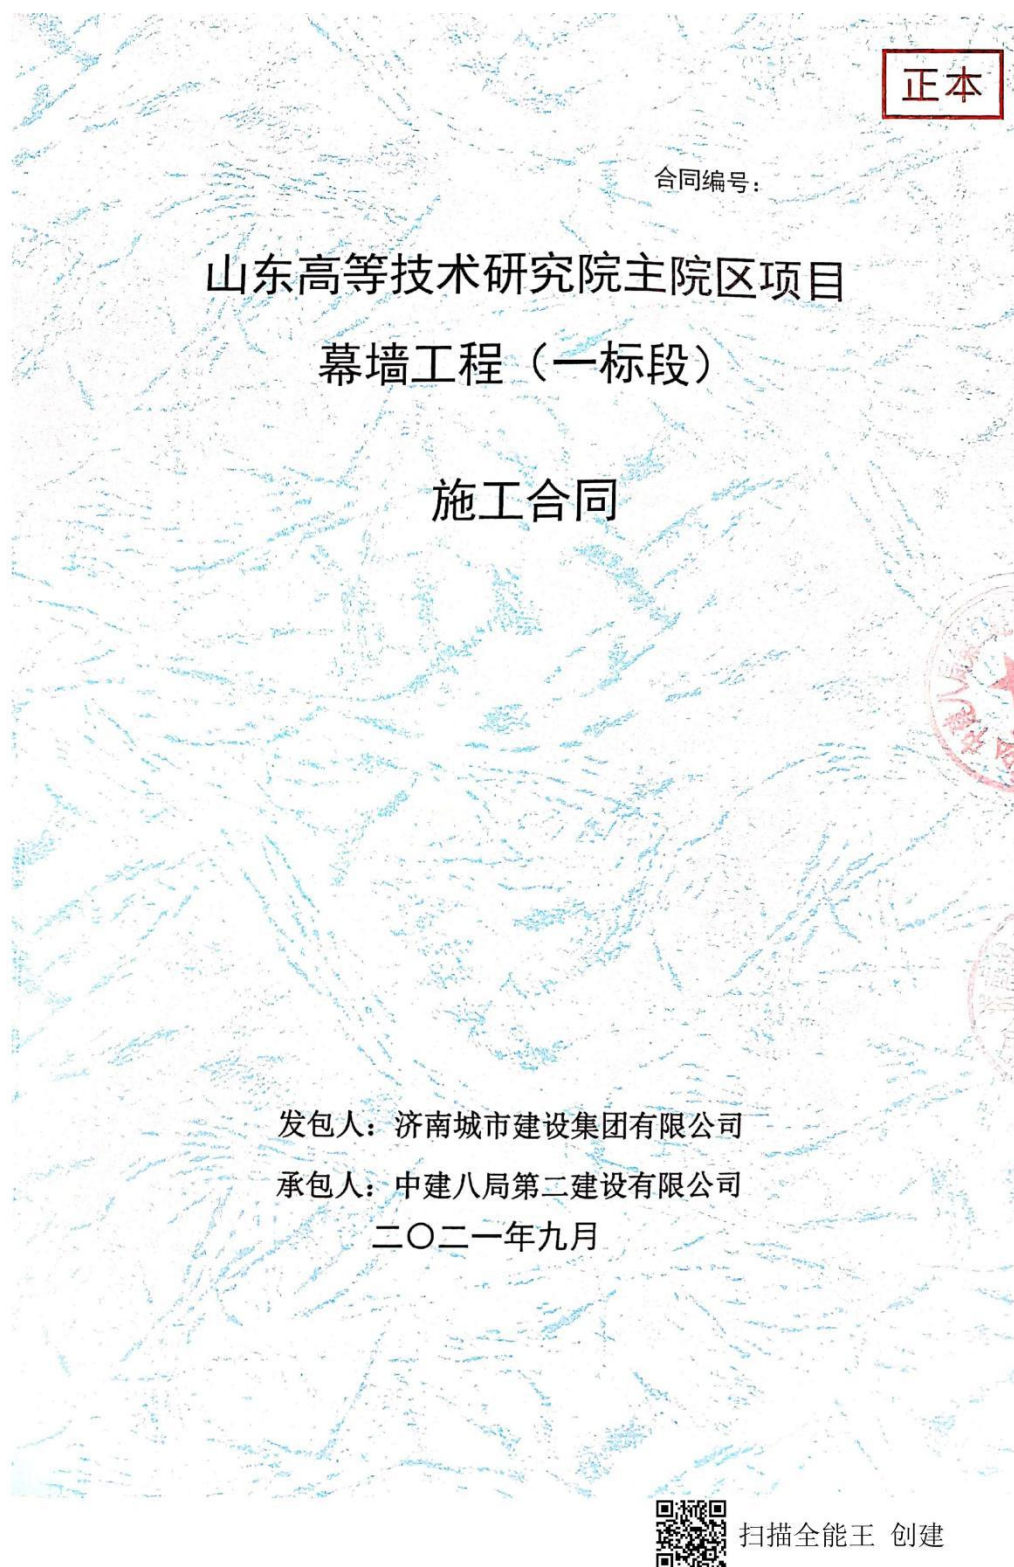 正本
合同编号：
山东高等技术研究院主院区项目
幕墙工程（一标段）
施工合同
发包人：济南城市建设集团有限公司
承包人：中建八局第二建设有限公司
二〇二一年九月
扫描全能王 创建